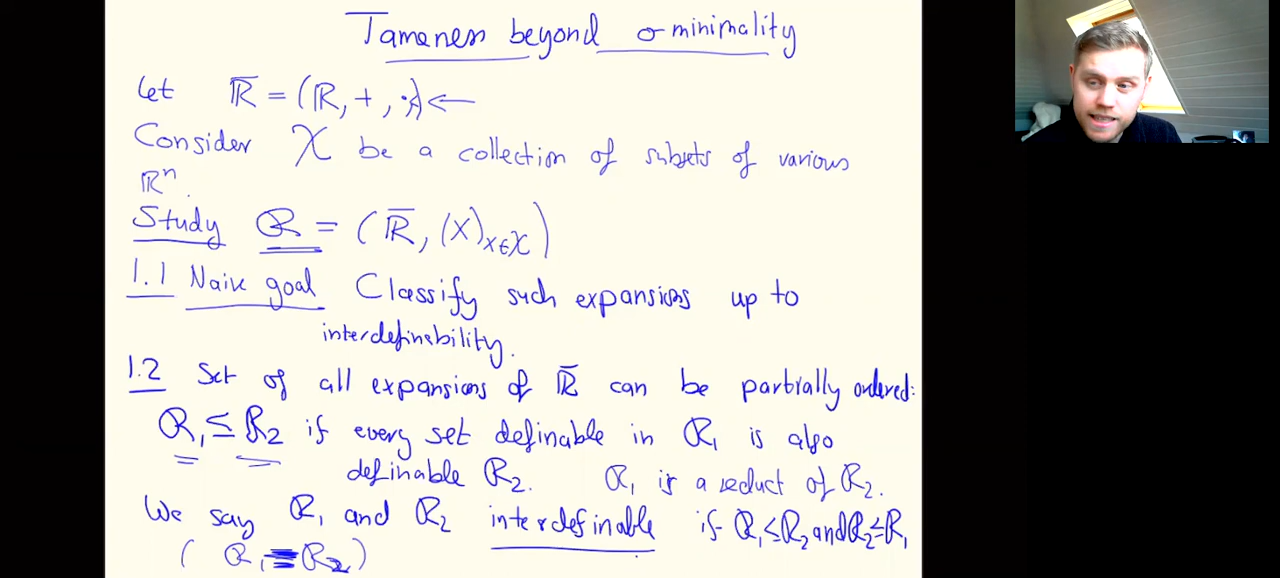 Tameness beyond o-minimality
Let ℝ̄ = (ℝ, +, ·) ←
Consider 𝒳 be a collection of subsets of various
ℝⁿ.
Study ℛ = (ℝ̄, (X)_{X∈𝒳})
1.1 Naive goal Classify such expansions up to
interdefinability.
1.2 Set of all expansions of ℝ̄ can be partially ordered:
ℛ₁ ≤ ℛ₂ if every set definable in ℛ₁ is also
definable ℛ₂. ℛ₁ is a reduct of ℛ₂.
We say ℛ₁ and ℛ₂ interdefinable if ℛ₁ ≤ ℛ₂ and ℛ₂ ≤ ℛ₁
( ℛ₁ = ℛ₂ )